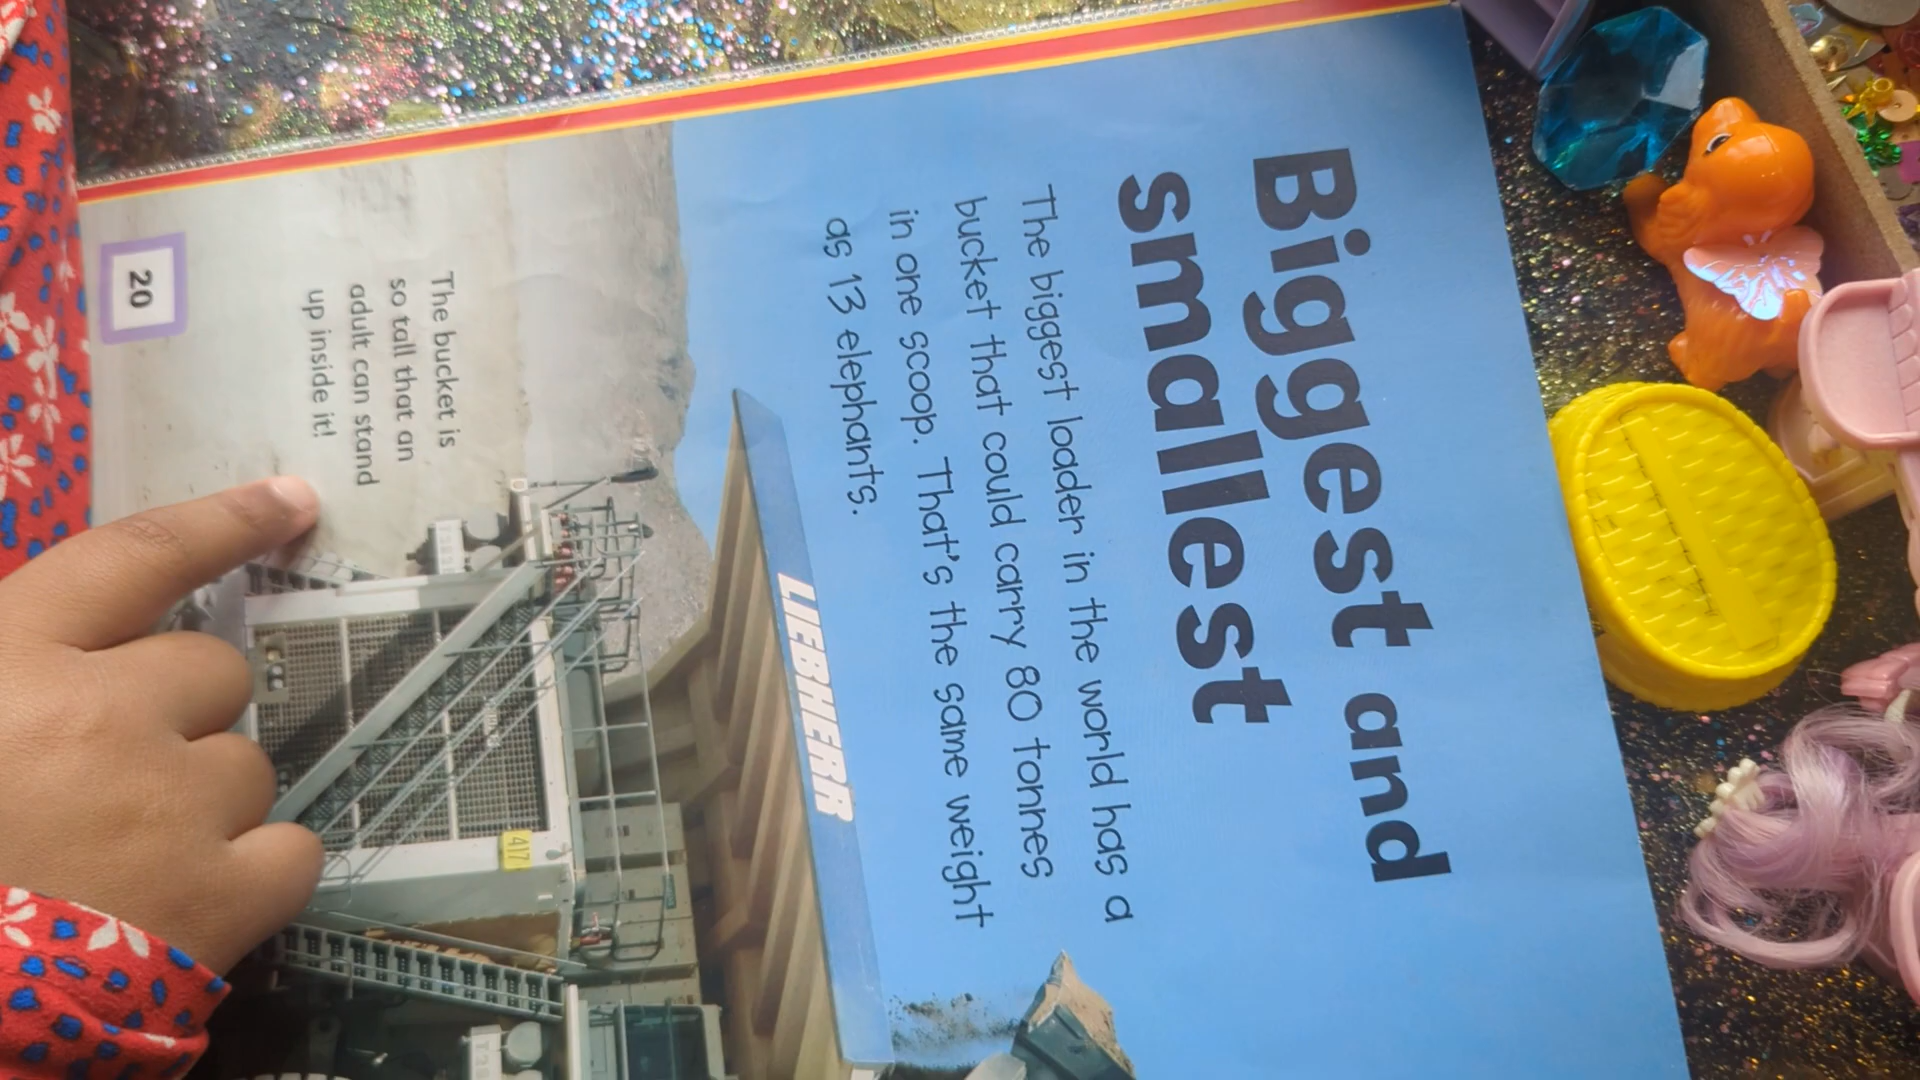 Biggest and
smallest
The biggest loader in the world has a
bucket that could carry 80 tonnes
in one scoop. That's the same weight
as 13 elephants.
LIEBHERR
The bucket is
so tall that an
adult can stand
up inside it!
417
20